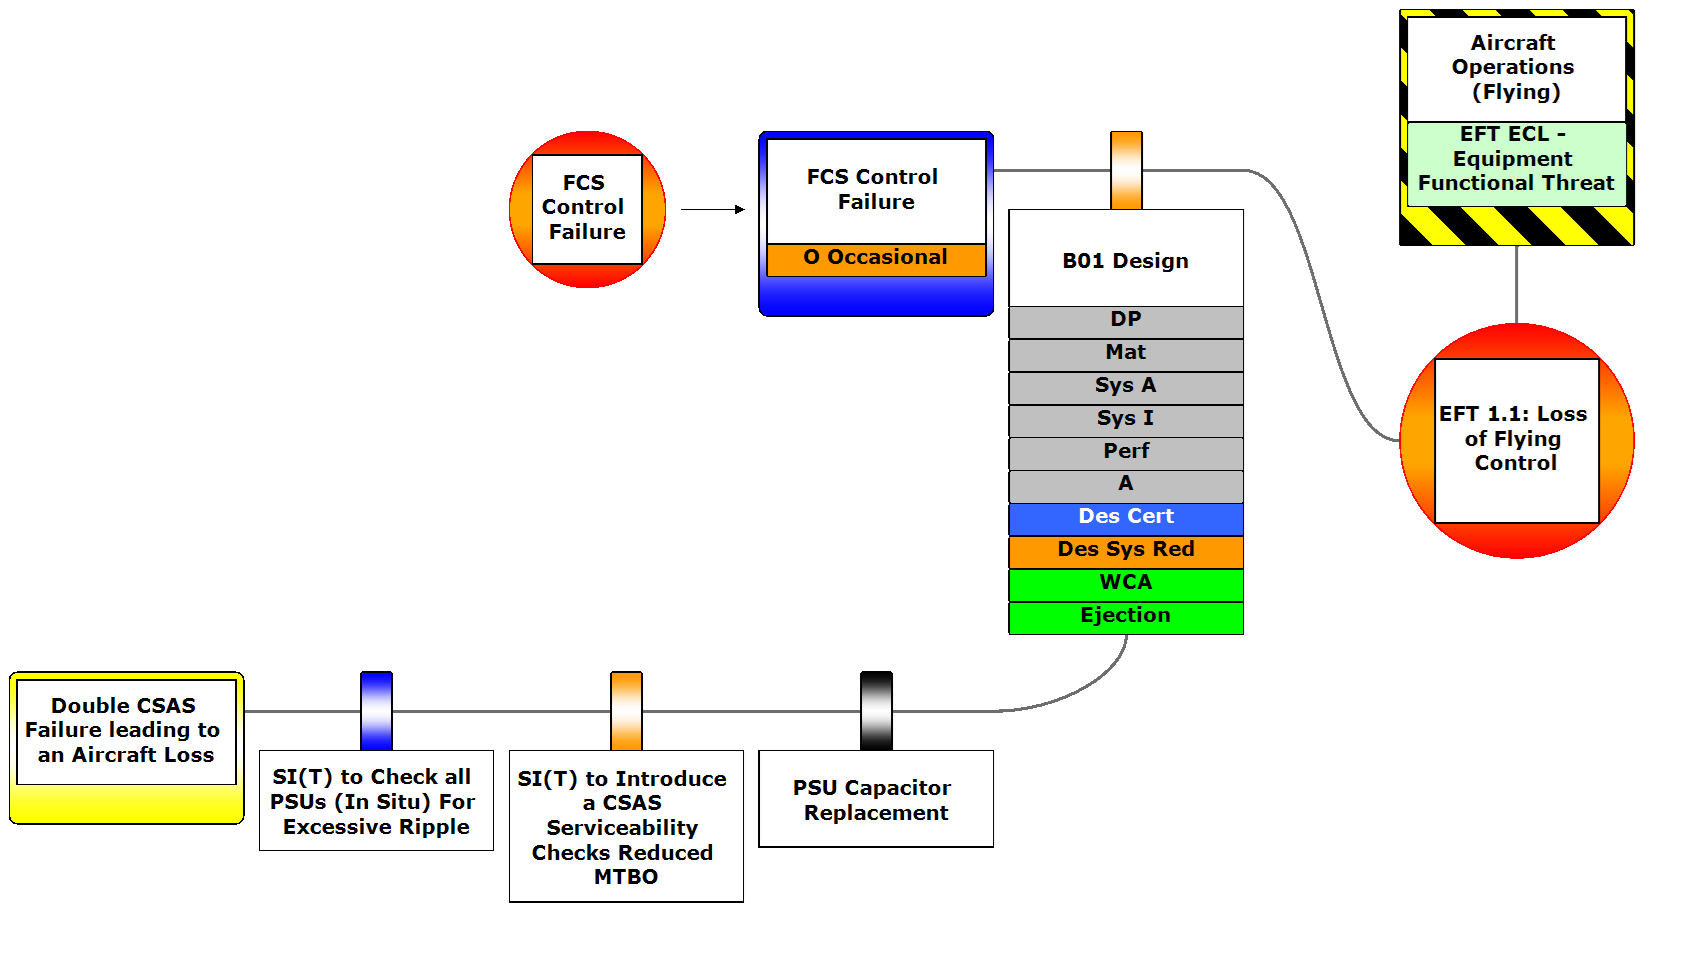 Aircraft
Operations
(Flying)
EFT ECL -
Equipment
Functional Threat
FCS
Control
Failure
FCS Control
Failure
O Occasional
B01 Design
DP
Mat
Sys A
Sys I
Perf
A
Des Cert
Des Sys Red
WCA
Ejection
EFT 1.1: Loss
of Flying
Control
Double CSAS
Failure leading to
an Aircraft Loss
SI(T) to Check all
PSUs (In Situ) For
Excessive Ripple
SI(T) to Introduce
a CSAS
Serviceability
Checks Reduced
MTBO
PSU Capacitor
Replacement